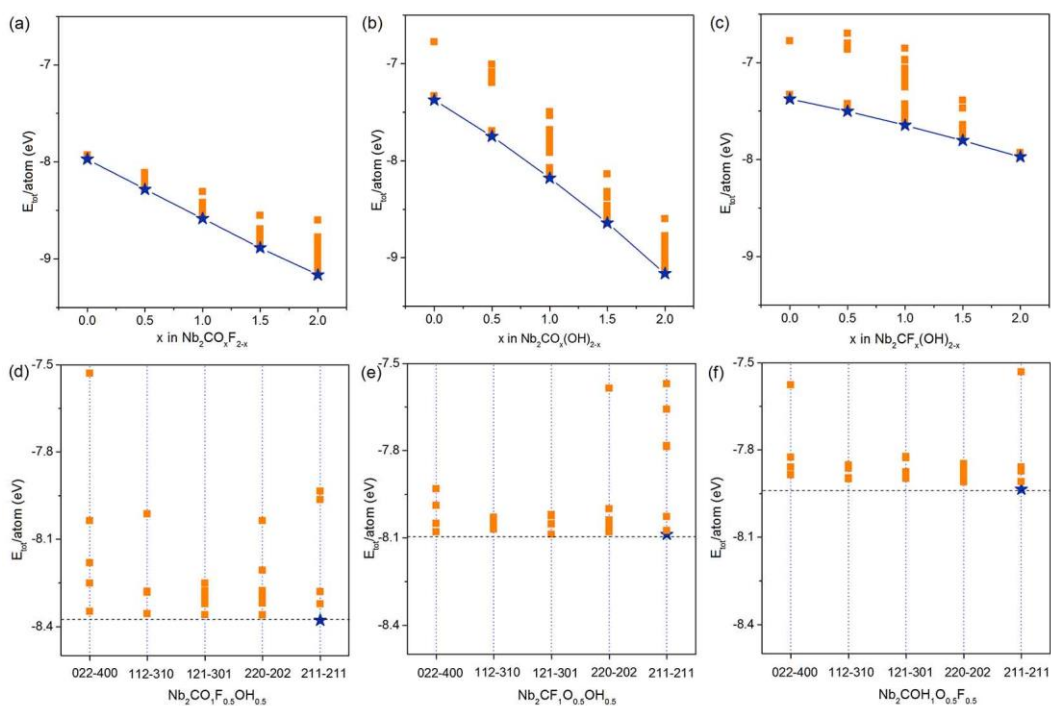 (a)
-7
-8
-9
E_tot/atom (eV)
0.0 0.5 1.0 1.5 2.0
x in Nb₂COₓF₂₋ₓ
(b)
-7
-8
-9
E_tot/atom (eV)
0.0 0.5 1.0 1.5 2.0
x in Nb₂COₓ(OH)₂₋ₓ
(c)
-7
-8
-9
E_tot/atom (eV)
0.0 0.5 1.0 1.5 2.0
x in Nb₂CFₓ(OH)₂₋ₓ
(d)
-7.5
-7.8
-8.1
-8.4
E_tot/atom (eV)
022-400 112-310 121-301 220-202 211-211
Nb₂CO₁F₀.₅OH₀.₅
(e)
-7.5
-7.8
-8.1
-8.4
E_tot/atom (eV)
022-400 112-310 121-301 220-202 211-211
Nb₂CF₁O₀.₅OH₀.₅
(f)
-7.5
-7.8
-8.1
-8.4
E_tot/atom (eV)
022-400 112-310 121-301 220-202 211-211
Nb₂COH₁O₀.₅F₀.₅